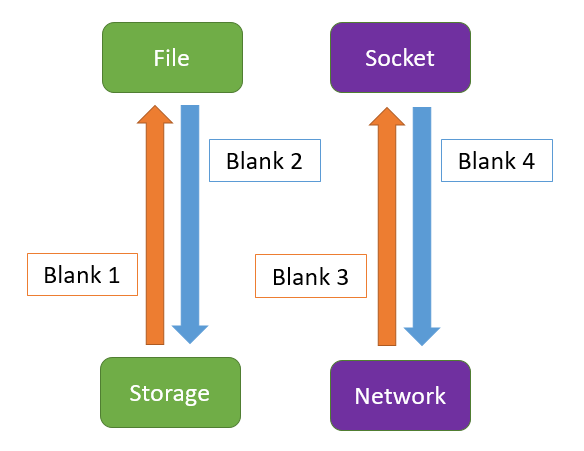 File
Socket
Blank 2
Blank 4
Blank 1
Blank 3
Storage
Network